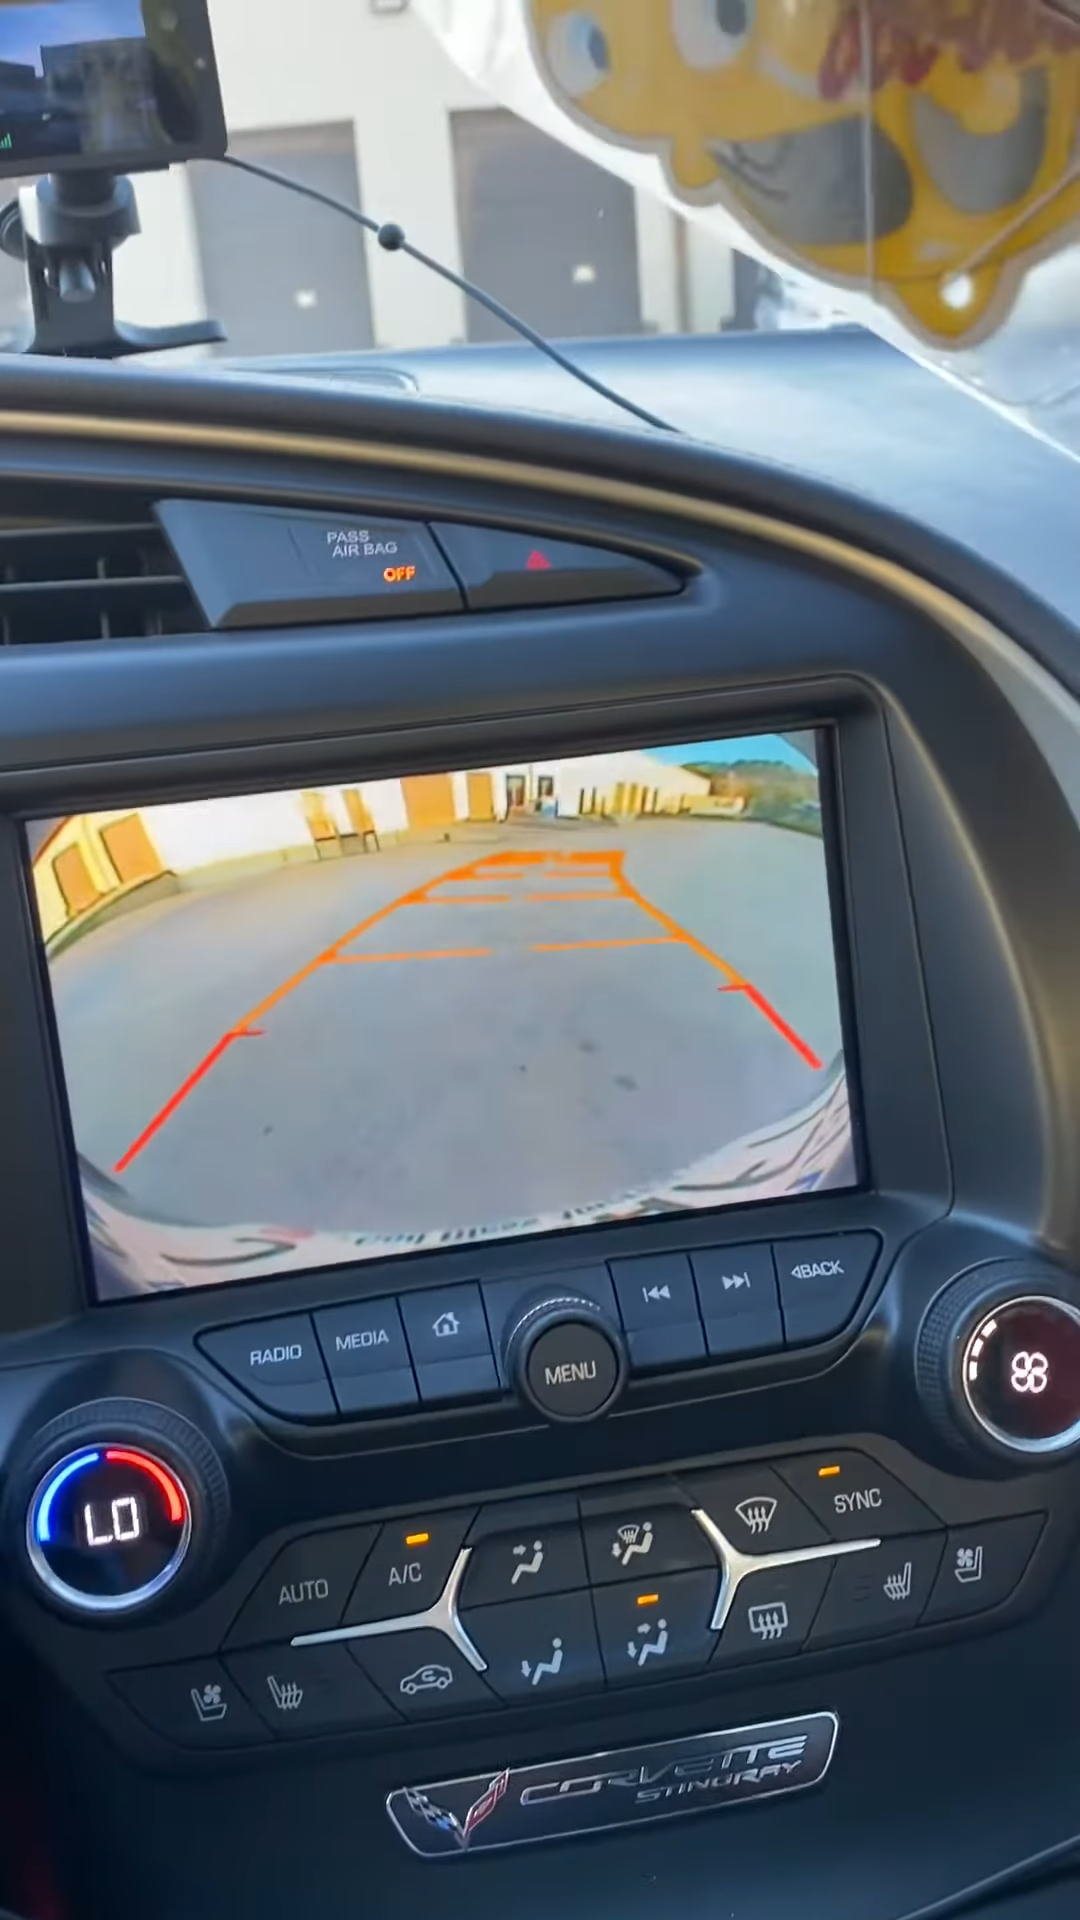 PASS
AIR BAG
OFF
RADIO
MEDIA
MENU
BACK
LO
AUTO
A/C
SYNC
CORVETTE
STINGRAY